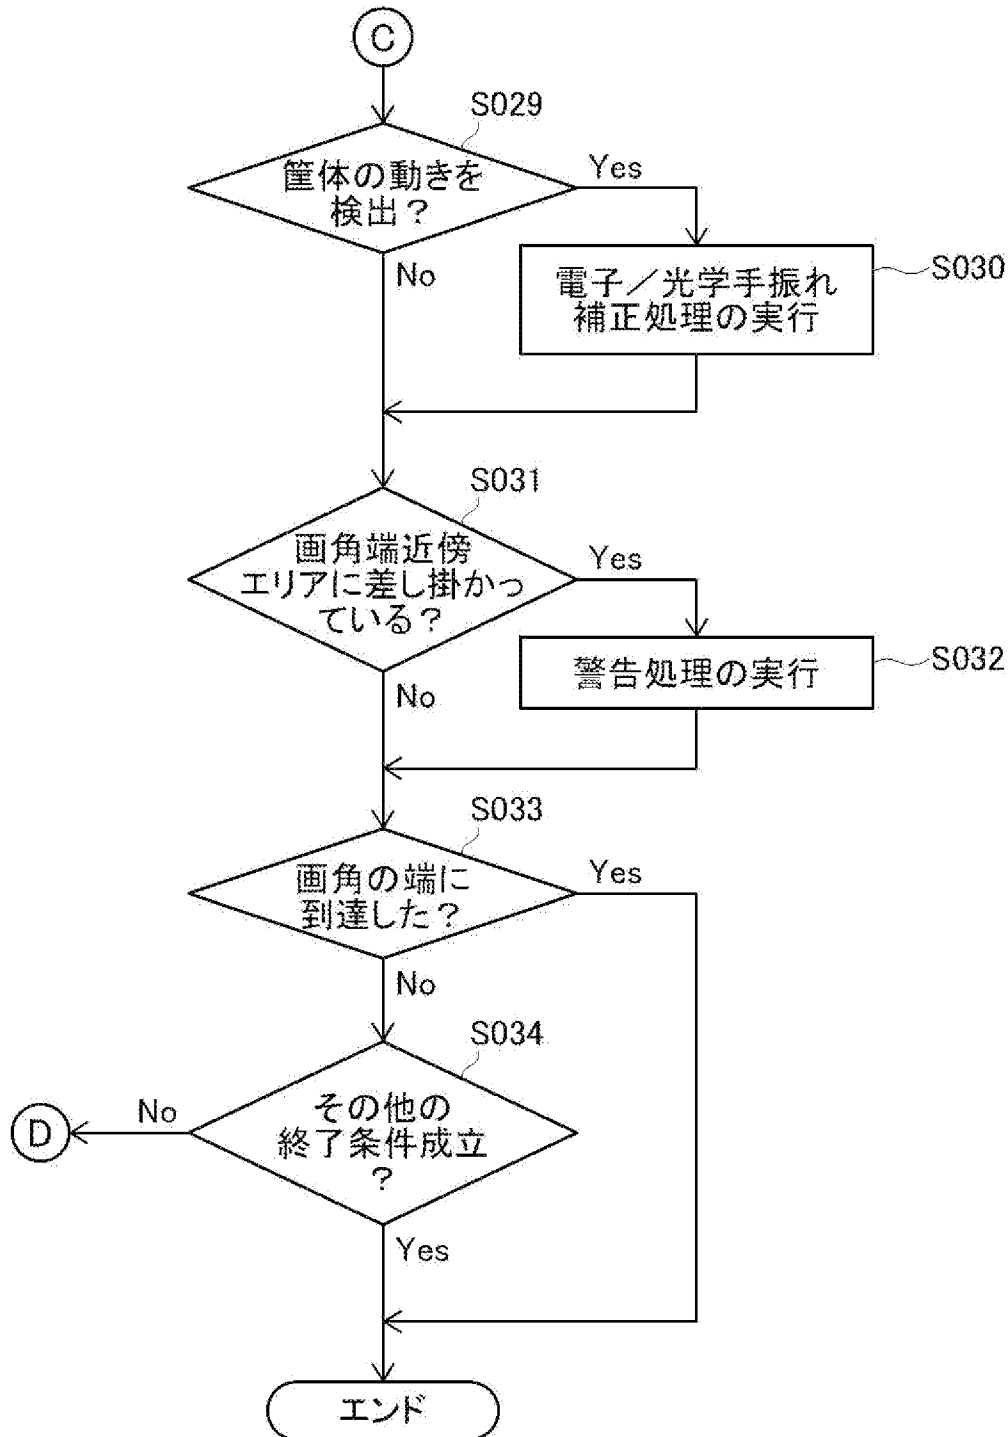 C
S029
筐体の動きを
検出？
Yes
No
電子／光学手振れ
補正処理の実行
S030
S031
画角端近傍
エリアに差し掛かっ
ている？
Yes
No
警告処理の実行
S032
S033
画角の端に
到達した？
Yes
No
S034
その他の
終了条件成立
？
No
D
Yes
エンド